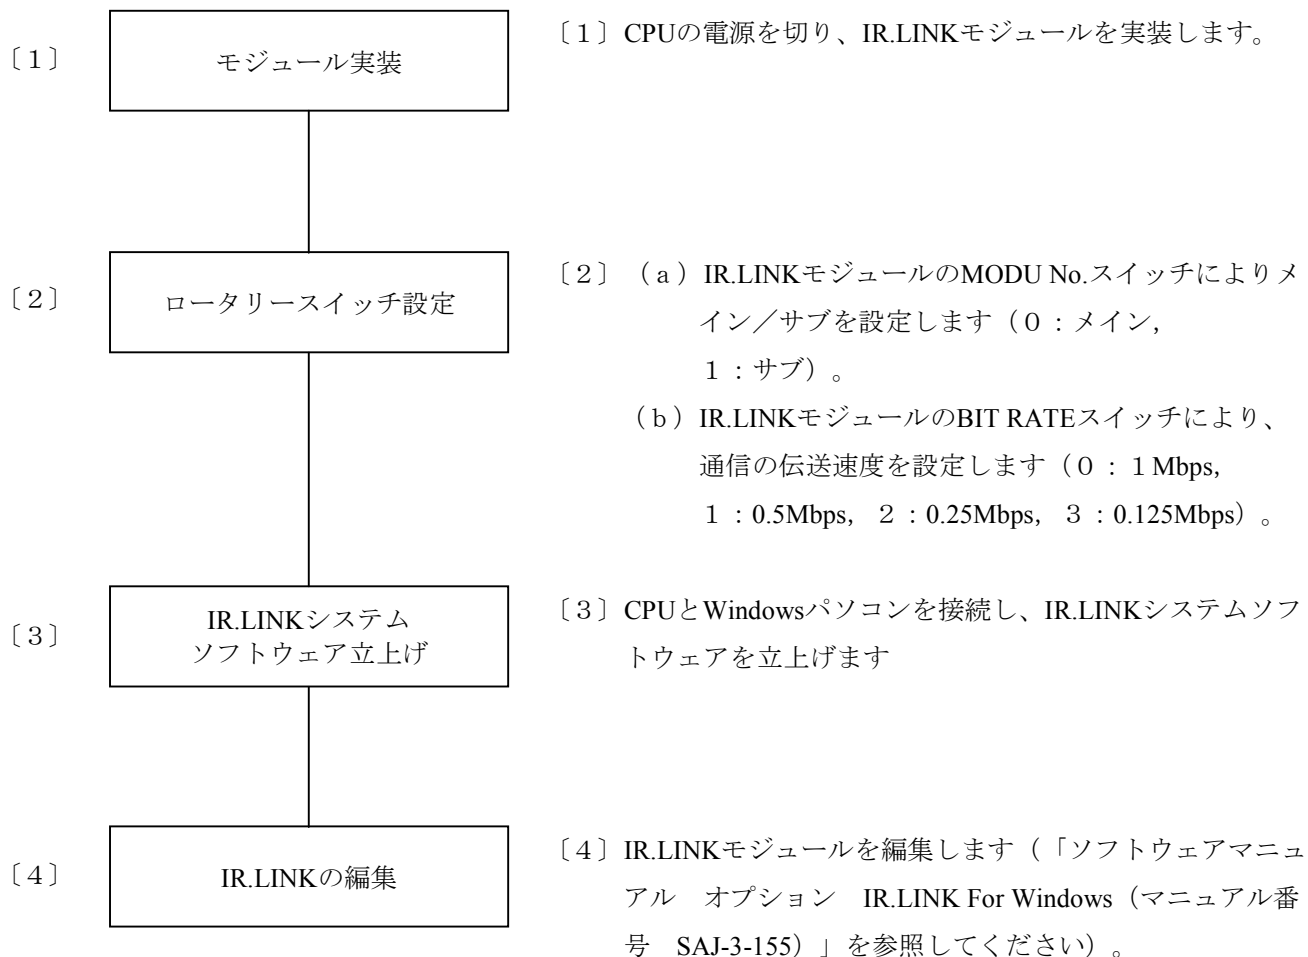 〔１〕
モジュール実装
〔１〕CPUの電源を切り、IR.LINKモジュールを実装します。
〔２〕
ロータリースイッチ設定
〔２〕（ａ）IR.LINKモジュールのMODU No.スイッチによりメ
イン／サブを設定します（０：メイン，
１：サブ）。
（ｂ）IR.LINKモジュールのBIT RATEスイッチにより、
通信の伝送速度を設定します（０：１Mbps，
１：0.5Mbps，２：0.25Mbps，３：0.125Mbps）。
〔３〕
IR.LINKシステム
ソフトウェア立上げ
〔３〕CPUとWindowsパソコンを接続し、IR.LINKシステムソフ
トウェアを立上げます
〔４〕
IR.LINKの編集
〔４〕IR.LINKモジュールを編集します（「ソフトウェアマニュ
アル　オプション　IR.LINK For Windows（マニュアル番
号　SAJ-3-155）」を参照してください）。